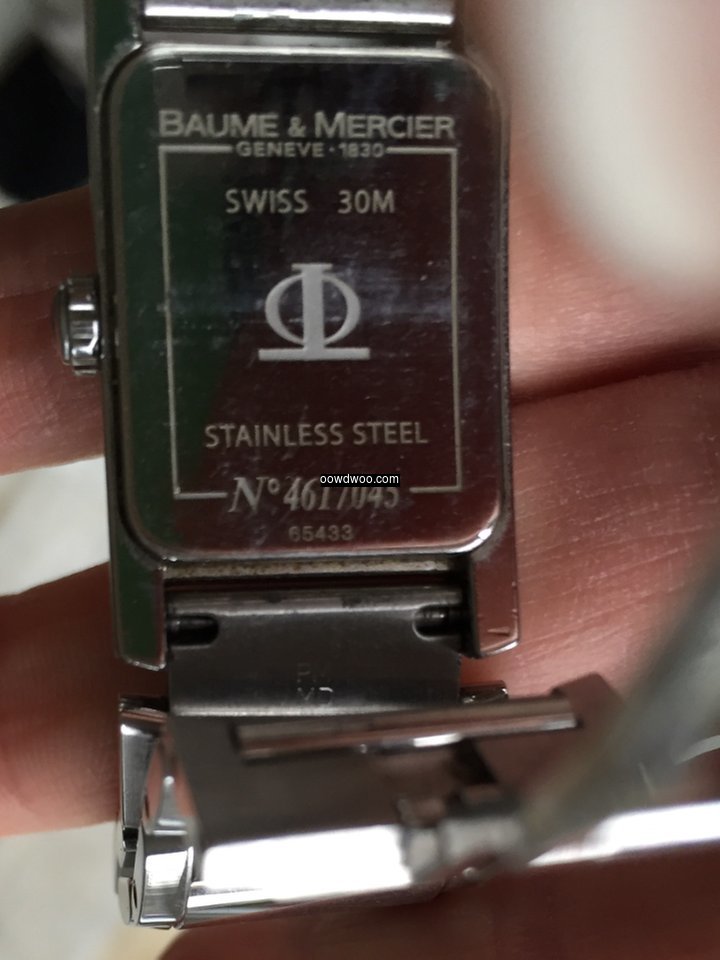 BAUME & MERCIER
GENEVE · 1830
SWISS 30M
STAINLESS STEEL
oowdwoo.com
N° 4617045
65433